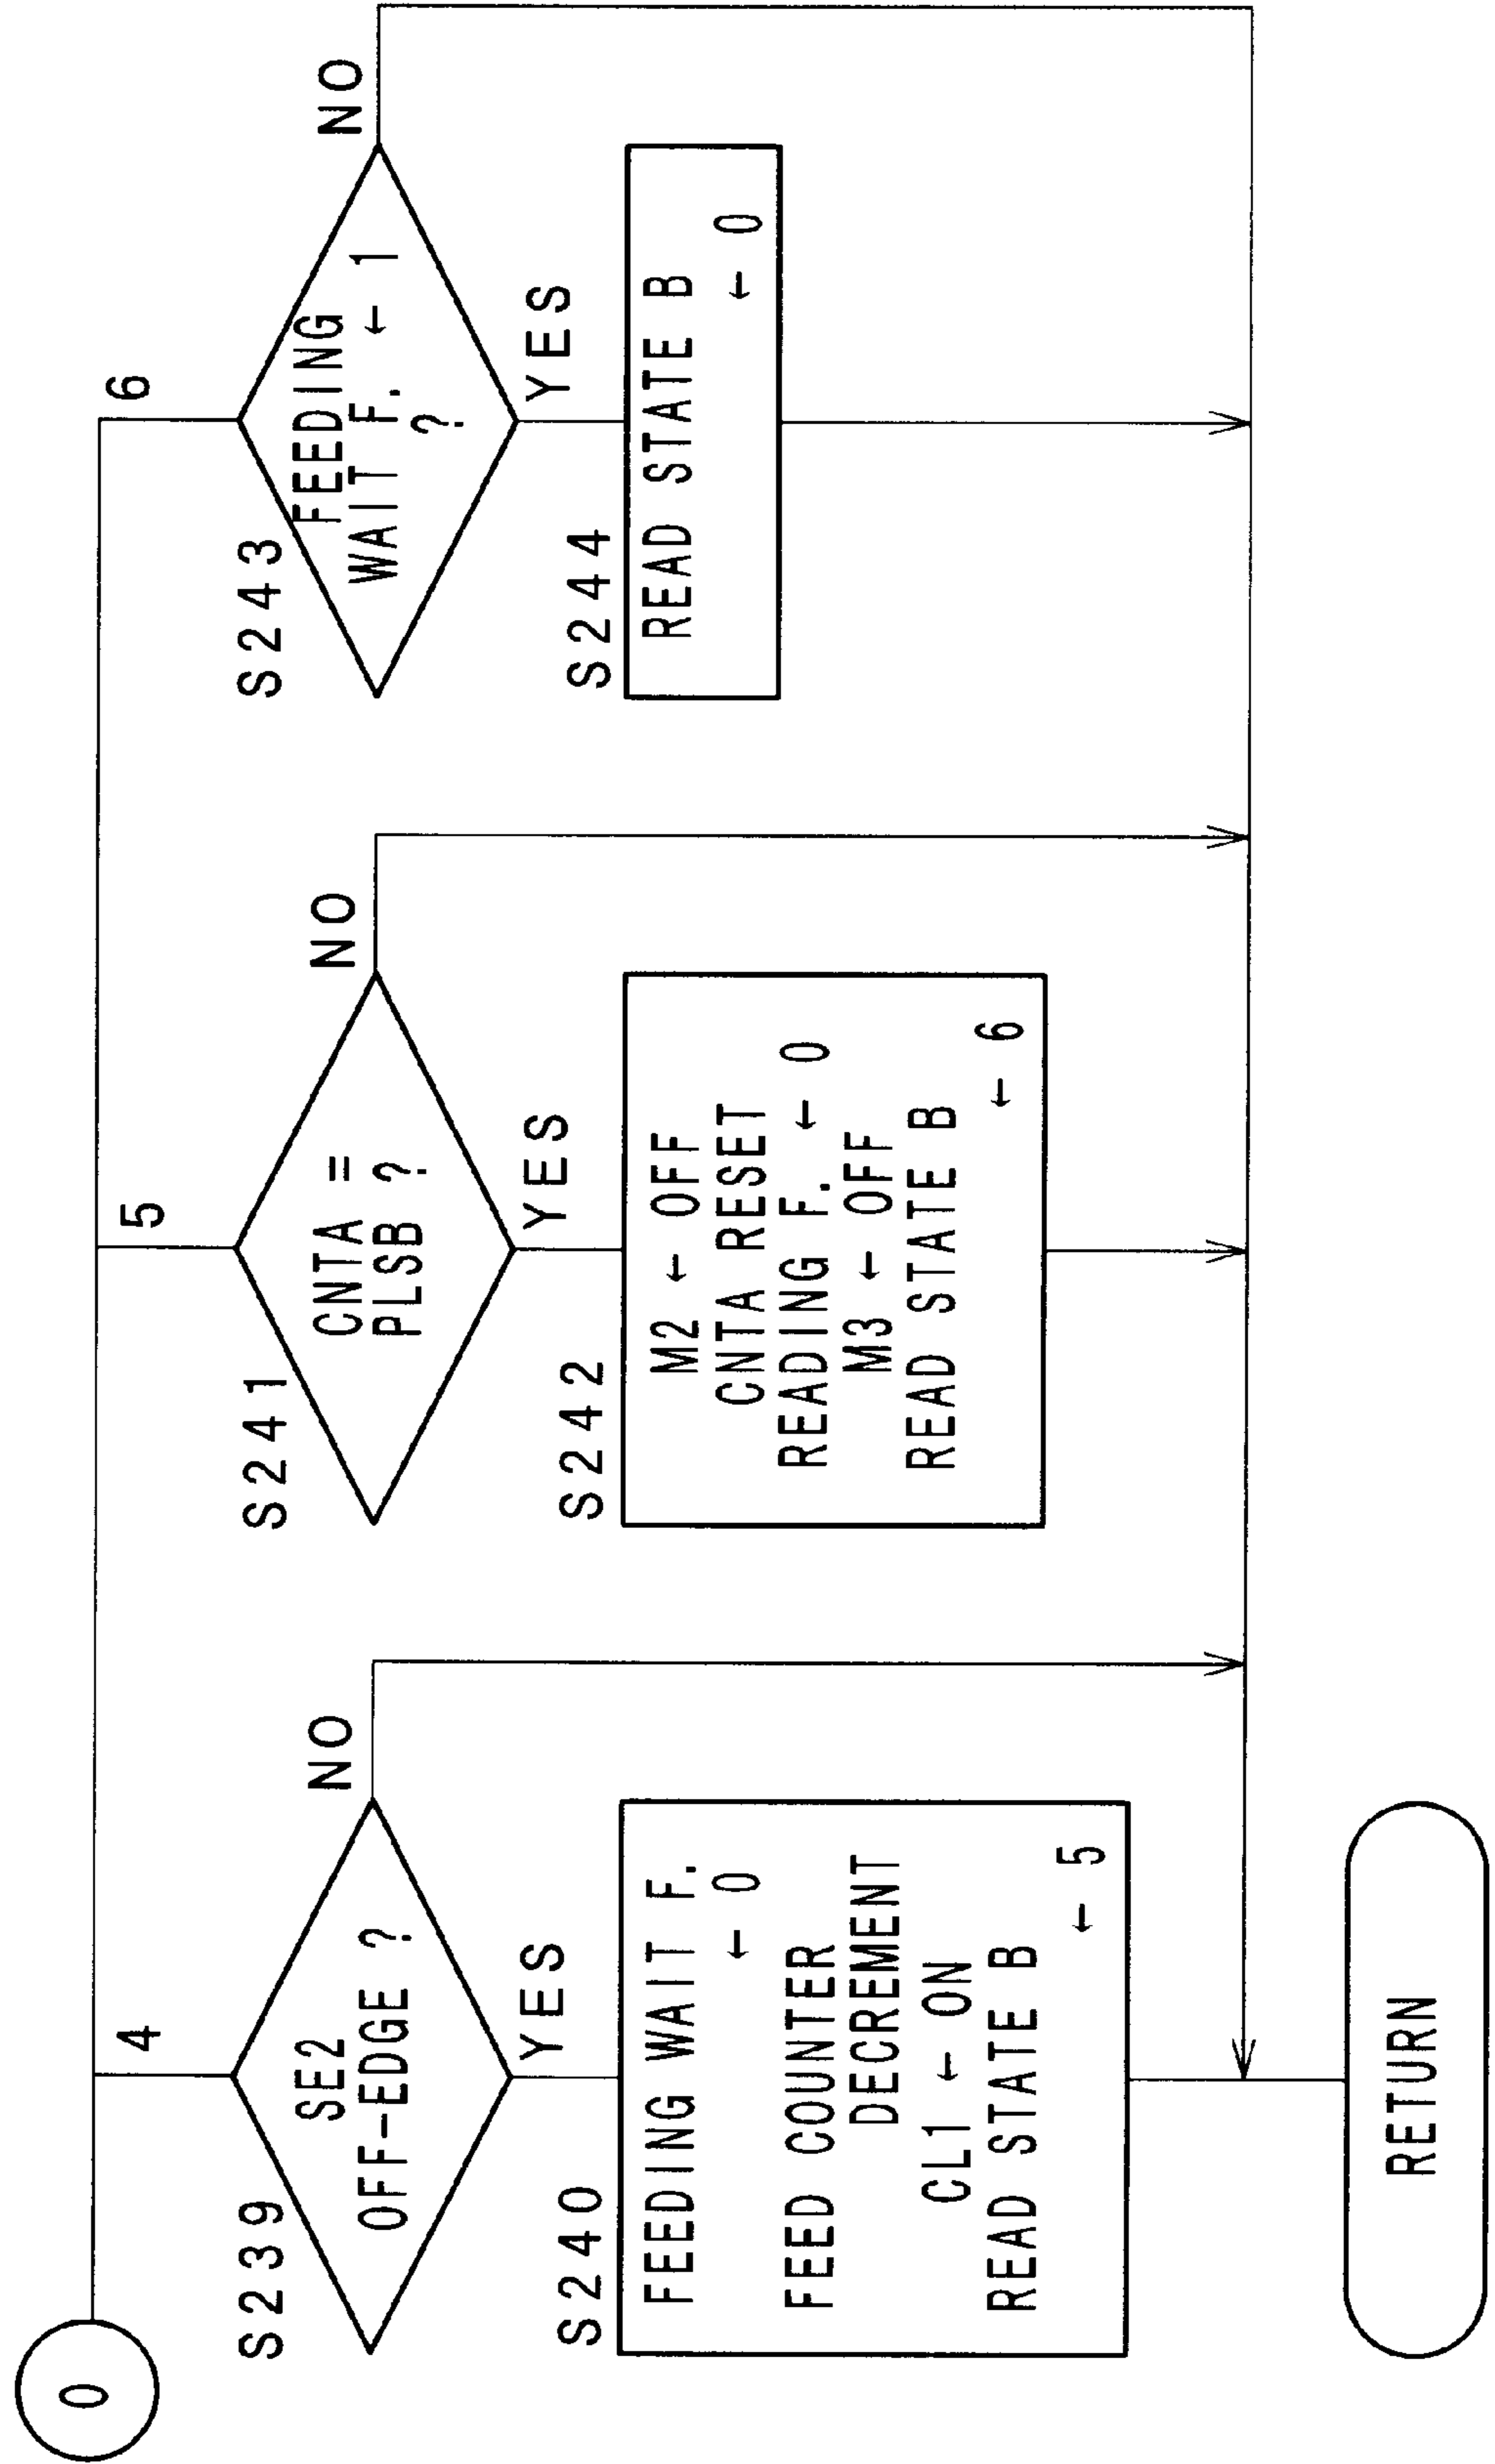 0
4
S239
SE2
OFF-EDGE ?
NO
YES
S240
FEEDING WAIT F.
← 0
FEED COUNTER
DECREMENT
CL1 ← ON
READ STATE B
← 5
5
S241
CNTA =
PLSB ?
NO
YES
S242
M2 ← OFF
CNTA RESET
READING F. ← 0
M3 ← OFF
READ STATE B
← 6
6
S243
FEEDING
WAIT F. ← 1
?
NO
YES
S244
READ STATE B
← 0
RETURN